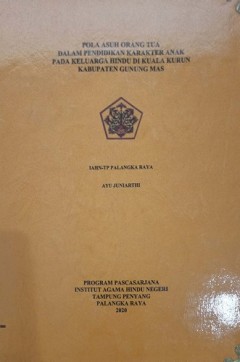 POLA ASUH ORANG TUA
DALAM PENDIDIKAN KARAKTER ANAK
PADA KELUARGA HINDU DI KUALA KURUN
KABUPATEN GUNUNG MAS
IAHN-TP PALANGKA RAYA
AYU JUNIARTHI
PROGRAM PASCASARJANA
INSTITUT AGAMA HINDU NEGERI
TAMPUNG PENYANG
PALANGKA RAYA
2020